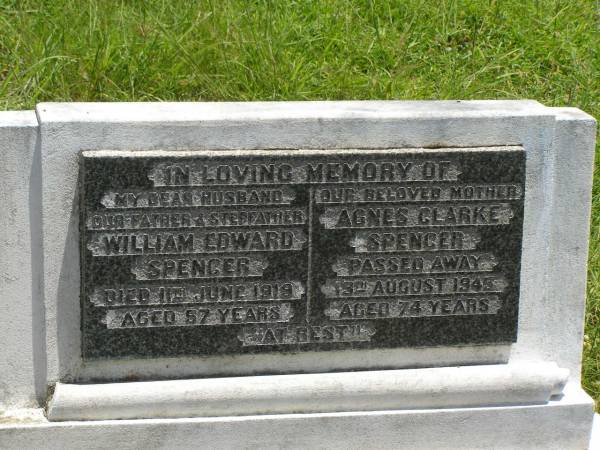 IN LOVING MEMORY OF
MY DEAR HUSBAND
OUR FATHER & STEPFATHER
WILLIAM EDWARD
SPENCER
DIED 11TH JUNE 1919
AGED 57 YEARS
OUR BELOVED MOTHER
AGNES CLARKE
SPENCER
PASSED AWAY
AUGUST 1945
AGED 74 YEARS
"AT REST"